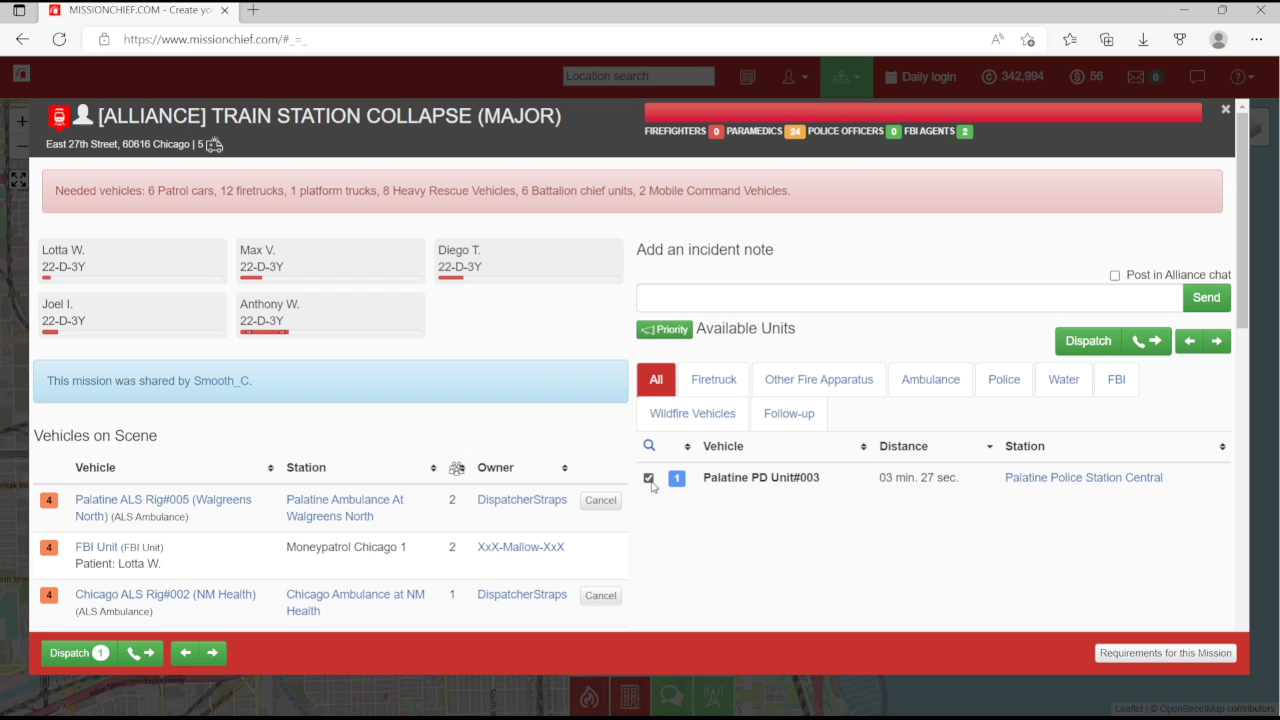 MISSIONCHIEF.COM - Create yo
https://www.missionchief.com/#_=_
Location search
Daily login
342,994
56
0
[ALLIANCE] TRAIN STATION COLLAPSE (MAJOR)
East 27th Street, 60616 Chicago | 5
FIREFIGHTERS 0 PARAMEDICS 24 POLICE OFFICERS 0 FBI AGENTS 2
Needed vehicles: 6 Patrol cars, 12 firetrucks, 1 platform trucks, 8 Heavy Rescue Vehicles, 6 Battalion chief units, 2 Mobile Command Vehicles.
Lotta W.
22-D-3Y
Max V.
22-D-3Y
Diego T.
22-D-3Y
Joel I.
22-D-3Y
Anthony W.
22-D-3Y
This mission was shared by Smooth_C.
Vehicles on Scene
Vehicle Station Owner
4 Palatine ALS Rig#005 (Walgreens North) (ALS Ambulance) Palatine Ambulance At Walgreens North 2 DispatcherStraps Cancel
4 FBI Unit (FBI Unit) Patient: Lotta W. Moneypatrol Chicago 1 2 XxX-Mallow-XxX
4 Chicago ALS Rig#002 (NM Health) (ALS Ambulance) Chicago Ambulance at NM Health 1 DispatcherStraps Cancel
Add an incident note
Post in Alliance chat
Send
Priority Available Units
Dispatch
All Firetruck Other Fire Apparatus Ambulance Police Water FBI
Wildfire Vehicles Follow-up
Vehicle Distance Station
1 Palatine PD Unit#003 03 min. 27 sec. Palatine Police Station Central
Dispatch 1
Requirements for this Mission
Leaflet | © OpenStreetMap contributors